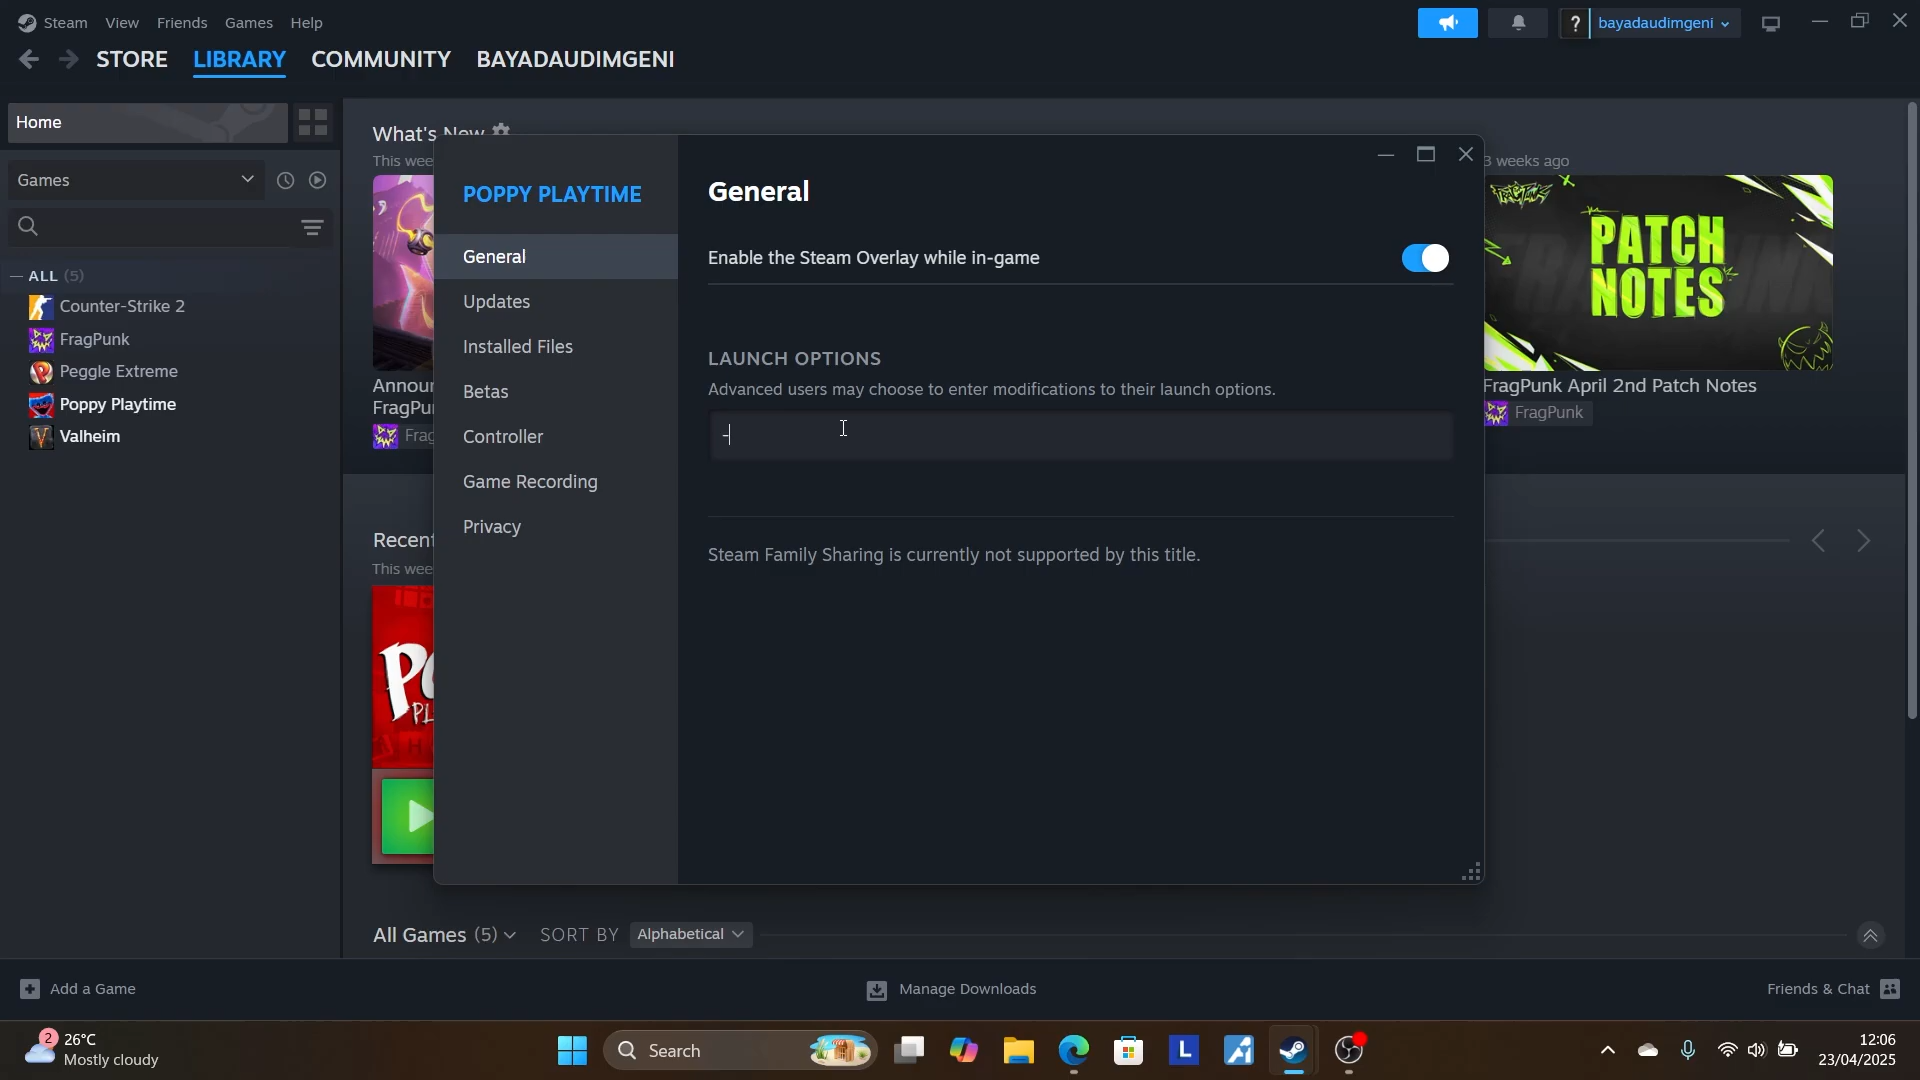 Steam View Friends Games Help
? bayadaudimgeni
STORE LIBRARY COMMUNITY BAYADAUDIMGENI
Home
Games
ALL (5)
Counter-Strike 2
FragPunk
Peggle Extreme
Poppy Playtime
Valheim
What's New
This wee
3 weeks ago
PATCH
NOTES
Annour
FragPu
Frag
FragPunk April 2nd Patch Notes
FragPunk
Recent
This wee
PO
PL
POPPY PLAYTIME
General
Updates
Installed Files
Betas
Controller
Game Recording
Privacy
General
Enable the Steam Overlay while in-game
LAUNCH OPTIONS
Advanced users may choose to enter modifications to their launch options.
-
Steam Family Sharing is currently not supported by this title.
All Games (5) SORT BY Alphabetical
Add a Game
Manage Downloads
Friends & Chat
2
26°C
Mostly cloudy
Search
L
12:06
23/04/2025